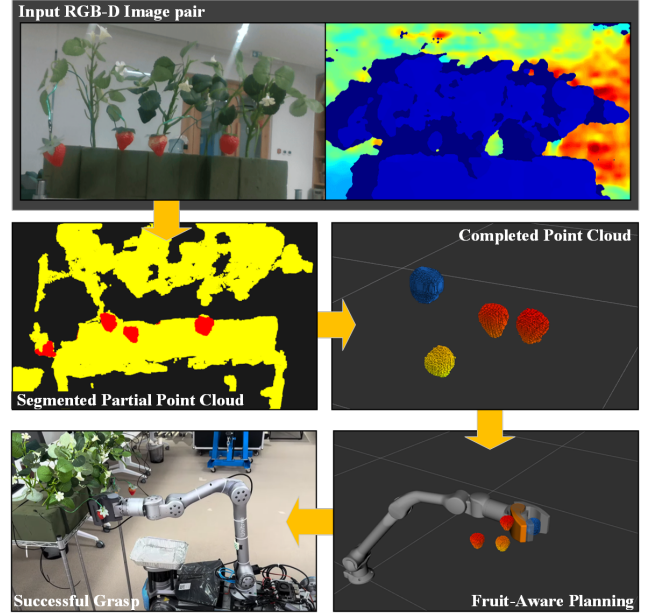 Input RGB-D Image pair
Completed Point Cloud
Segmented Partial Point Cloud
Successful Grasp
Fruit-Aware Planning